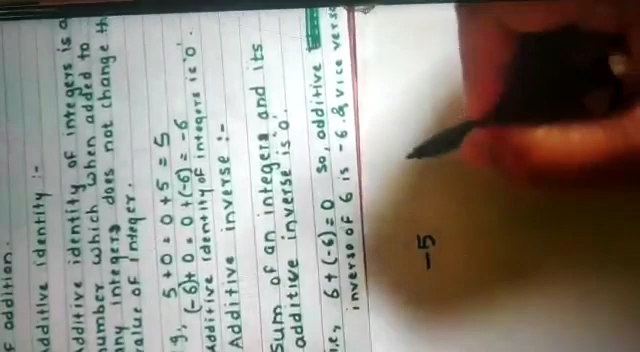 f addition.
dditive identity :-
Additive identity of integers is a
number which when added to
any integers does not change th
value of integer.
g, 5 + 0 = 0 + 5 = 5
(-6)+ 0 = 0 +(-6) = -6
Additive identity of integers is '0'.
Additive inverse :-
Sum of an integers and its
additive inverse is '0'.
i.e, 6 + (-6) = 0 so, additive
inverse of 6 is -6 & vice versa
-5